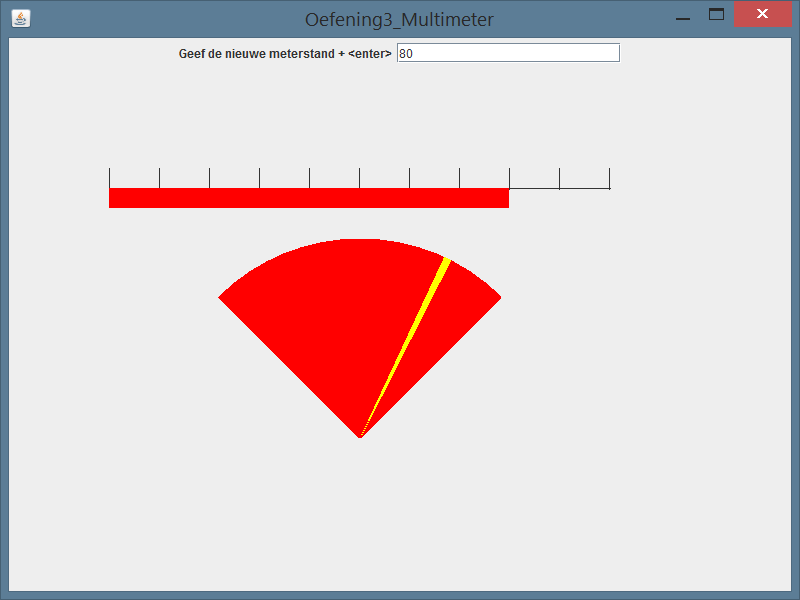 Oefening3_Multimeter
Geef de nieuwe meterstand + <enter> 80